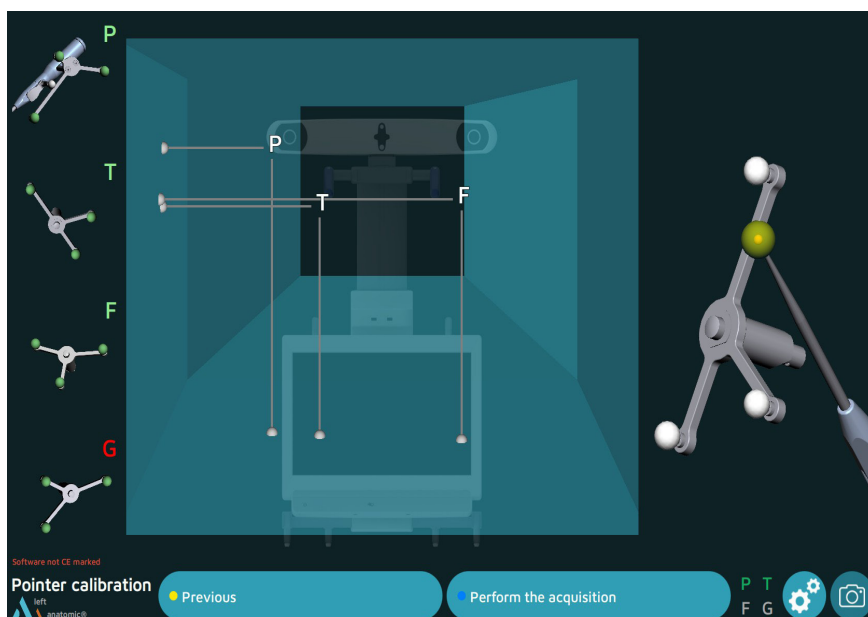 P
T
F
G
P
T
F
Software not CE marked
Pointer calibration
left
anatomic®
Previous
Perform the acquisition
P T
F G